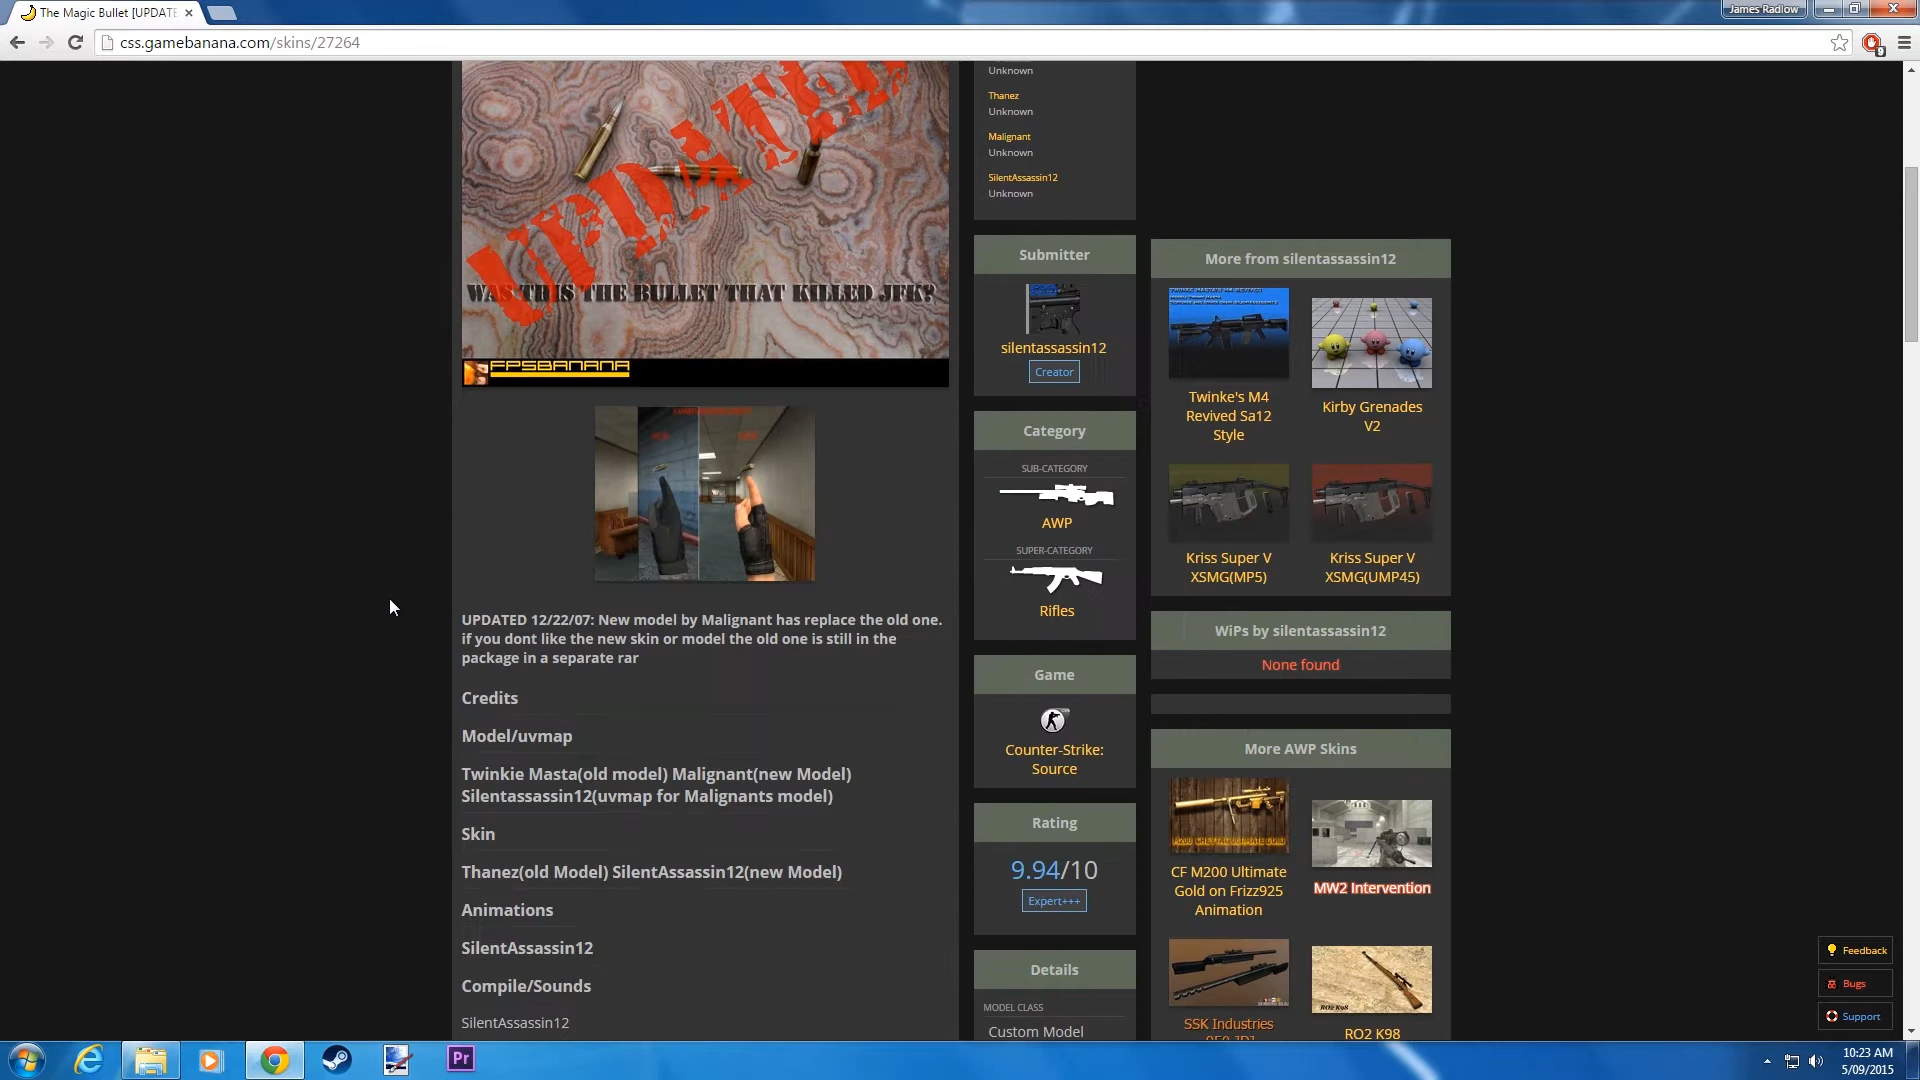 The Magic Bullet [UPDATE
James Radlow
css.gamebanana.com/skins/27264
9
UPDATED
WAS THIS THE BULLET THAT KILLED JFK?
FPSBANANA
UPDATED 12/22/07: New model by Malignant has replace the old one.
if you dont like the new skin or model the old one is still in the
package in a separate rar
Credits
Model/uvmap
Twinkie Masta(old model) Malignant(new Model)
Silentassassin12(uvmap for Malignants model)
Skin
Thanez(old Model) SilentAssassin12(new Model)
Animations
SilentAssassin12
Compile/Sounds
SilentAssassin12
Unknown
Thanez
Unknown
Malignant
Unknown
SilentAssassin12
Unknown
Submitter
silentassassin12
Creator
Category
SUB-CATEGORY
AWP
SUPER-CATEGORY
Rifles
Game
Counter-Strike:
Source
Rating
9.94/10
Expert+++
Details
MODEL CLASS
Custom Model
More from silentassassin12
Twinke's M4
Revived Sa12
Style
Kirby Grenades
V2
Kriss Super V
XSMG(MP5)
Kriss Super V
XSMG(UMP45)
WiPs by silentassassin12
None found
More AWP Skins
CF M200 Ultimate
Gold on Frizz925
Animation
MW2 Intervention
SSK Industries
RO2 K98
RO2 K98
Feedback
Bugs
Support
Pr
10:23 AM
5/09/2015